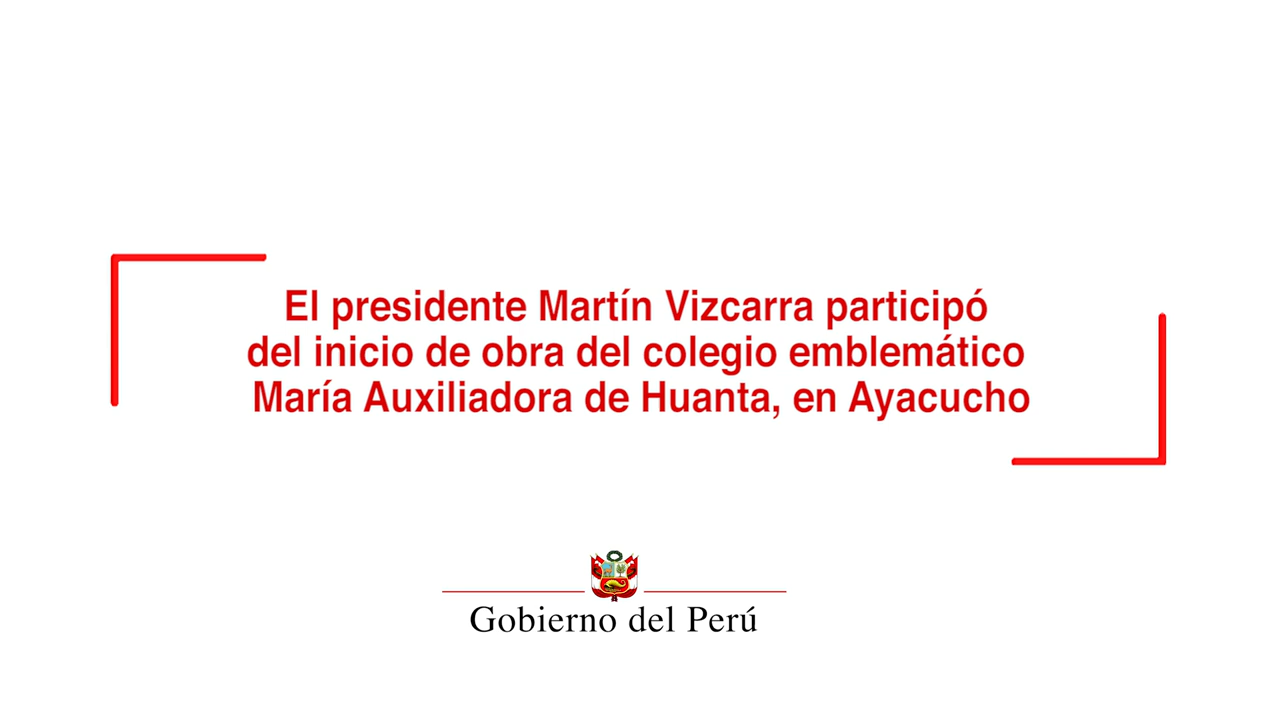 El presidente Martín Vizcarra participó
del inicio de obra del colegio emblemático
María Auxiliadora de Huanta, en Ayacucho
Gobierno del Perú